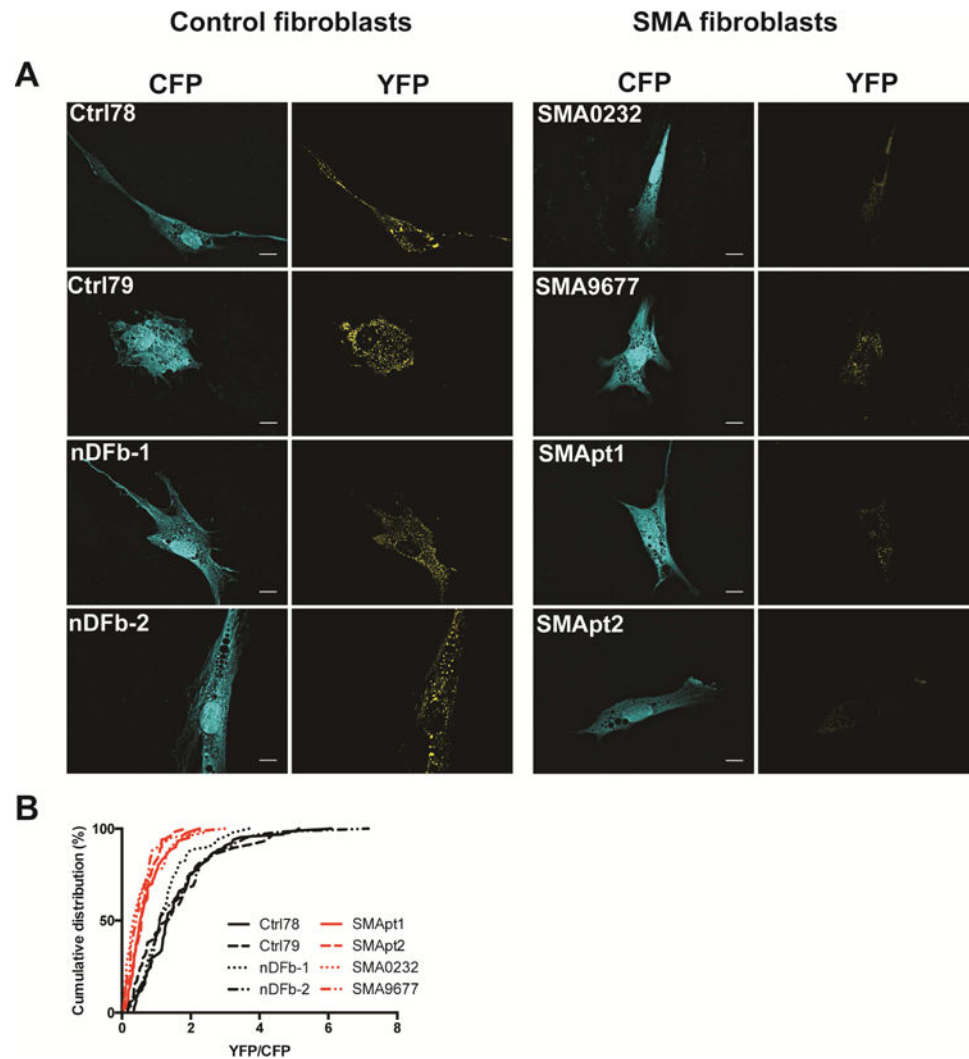 Control fibroblasts SMA fibroblasts
A
CFP YFP CFP YFP
Ctrl78 SMA0232
Ctrl79 SMA9677
nDFb-1 SMApt1
nDFb-2 SMApt2
B
Cumulative distribution (%)
100
50
0
Ctrl78 SMApt1
Ctrl79 SMApt2
nDFb-1 SMA0232
nDFb-2 SMA9677
0 2 4 6 8
YFP/CFP